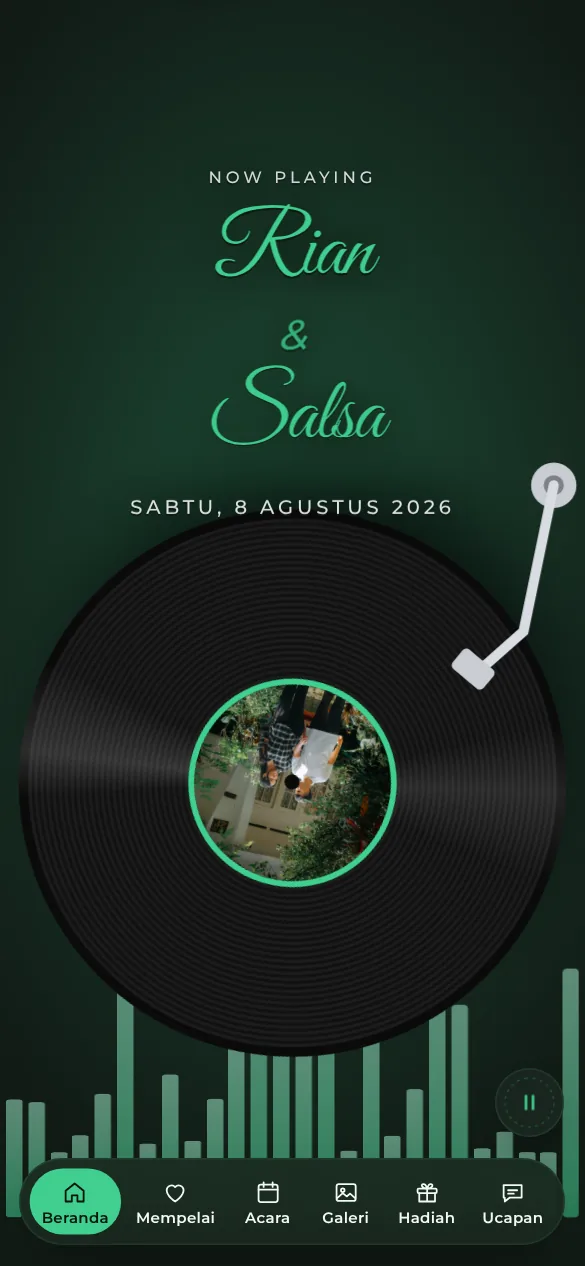 NOW PLAYING
Rian
&
Salsa
SABTU, 8 AGUSTUS 2026
Beranda
Mempelai
Acara
Galeri
Hadiah
Ucapan